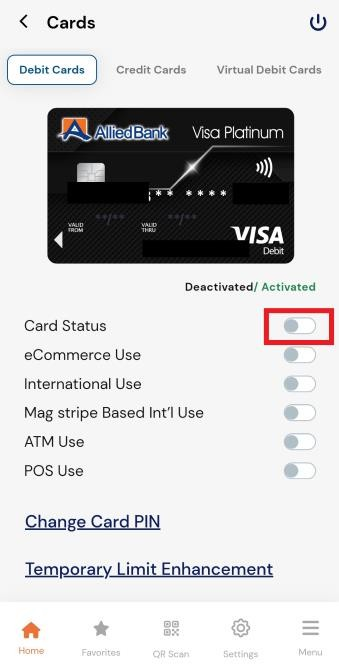 Cards
Debit Cards Credit Cards Virtual Debit Cards
AlliedBank Visa Platinum
** ****
VALID FROM **/** VALID THRU **/**
VISA
Debit
Deactivated/ Activated
Card Status
eCommerce Use
International Use
Mag stripe Based Int'l Use
ATM Use
POS Use
Change Card PIN
Temporary Limit Enhancement
Home Favorites QR Scan Settings Menu